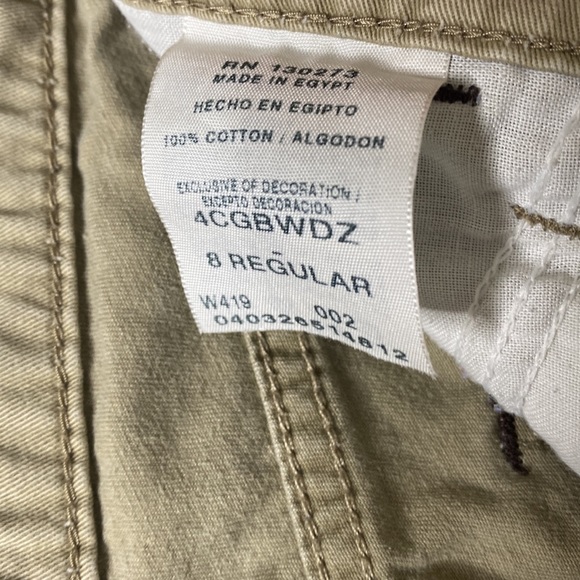 RN 130273
MADE IN EGYPT
HECHO EN EGIPTO
100% COTTON / ALGODON
EXCLUSIVE OF DECORATION /
EXCEPTO DECORACION
4CGBWDZ
8 REGULAR
W419 002
040326511812